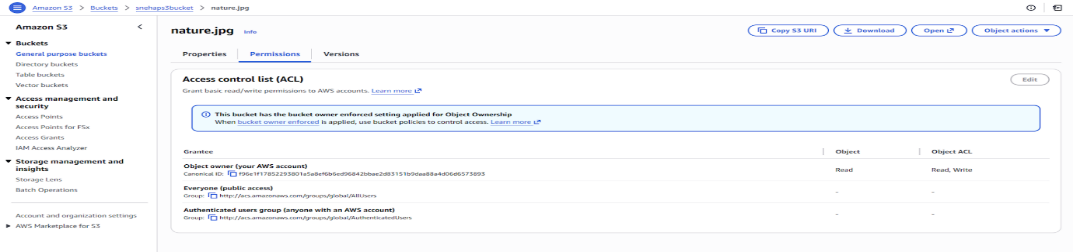 Amazon S3 > Buckets > snehaps3bucket > nature.jpg
Amazon S3
Buckets
General purpose buckets
Directory buckets
Table buckets
Vector buckets
Access management and security
Access Points
Access Points for FSx
Access Grants
IAM Access Analyzer
Storage management and insights
Storage Lens
Batch Operations
Account and organization settings
AWS Marketplace for S3
nature.jpg Info
Copy S3 URI Download Open Object actions
Properties Permissions Versions
Access control list (ACL) Edit
Grant basic read/write permissions to AWS accounts. Learn more
This bucket has the bucket owner enforced setting applied for Object Ownership
When bucket owner enforced is applied, use bucket policies to control access. Learn more
Grantee Object Object ACL
Object owner (your AWS account) Read Read, Write
Canonical ID:
Everyone (public access) - -
Group: http://acs.amazonaws.com/groups/global/AllUsers
Authenticated users group (anyone with an AWS account) - -
Group: http://acs.amazonaws.com/groups/global/AuthenticatedUsers